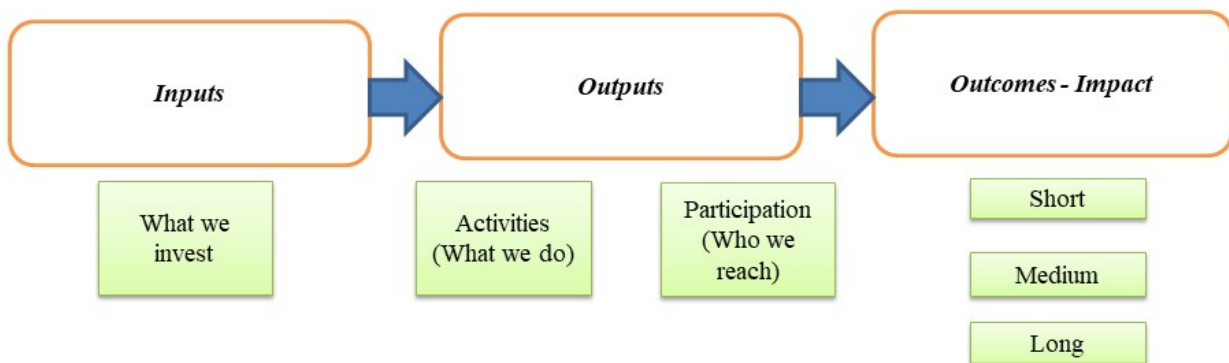 Inputs
Outputs
Outcomes - Impact
What we
invest
Activities
(What we do)
Participation
(Who we
reach)
Short
Medium
Long